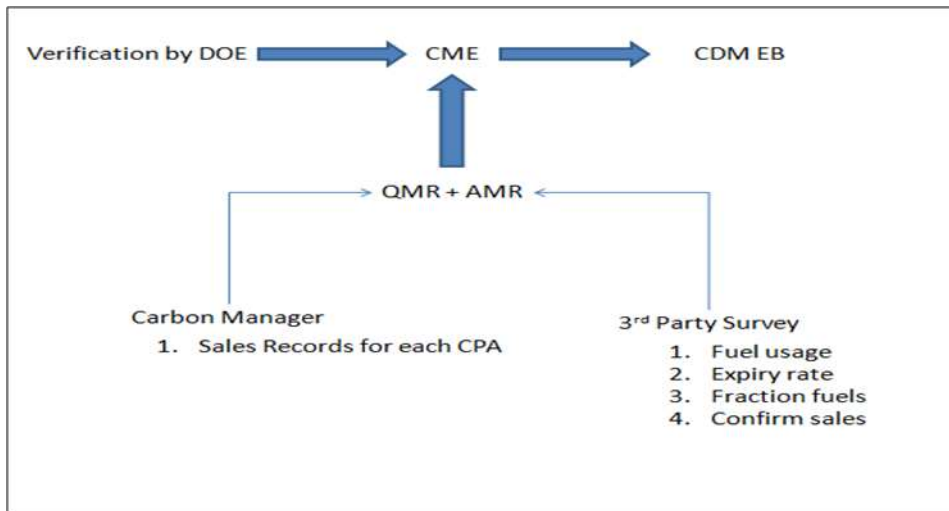 Verification by DOE CME CDM EB
QMR + AMR
Carbon Manager
1. Sales Records for each CPA
3rd Party Survey
1. Fuel usage
2. Expiry rate
3. Fraction fuels
4. Confirm sales